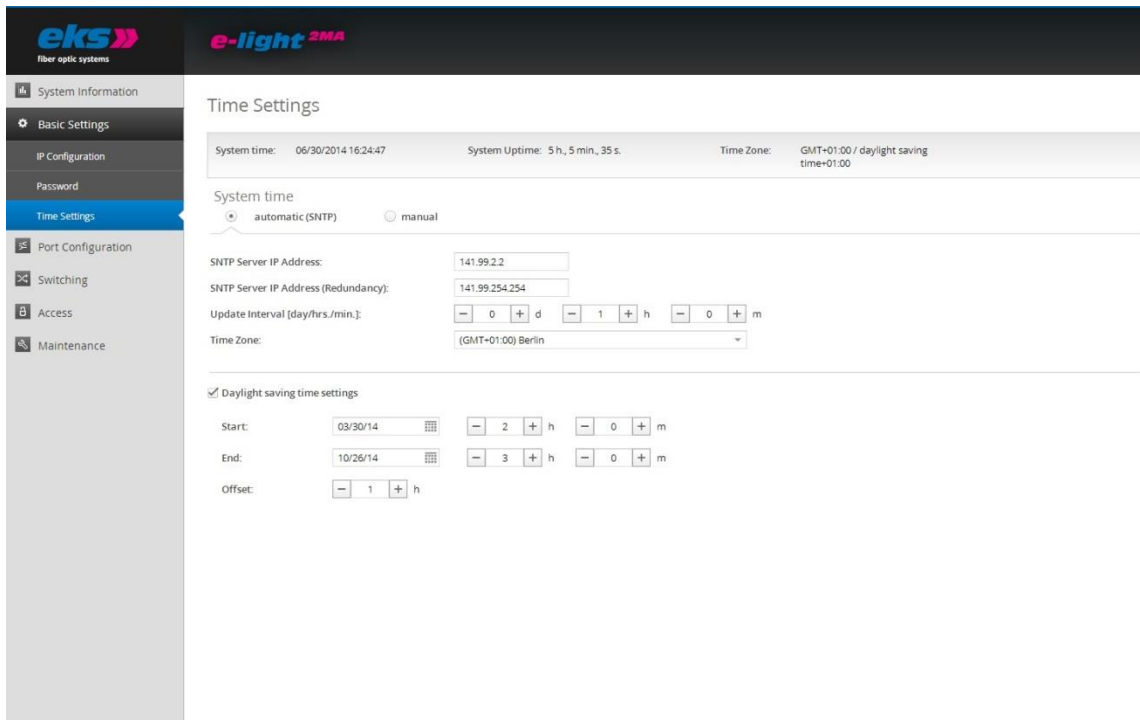 eks
fiber optic systems
e-light 2MA
System Information
Basic Settings
IP Configuration
Password
Time Settings
Port Configuration
Switching
Access
Maintenance
Time Settings
System time: 06/30/2014 16:24:47 System Uptime: 5 h., 5 min., 35 s. Time Zone: GMT+01:00 / daylight saving
time+01:00
System time
automatic (SNTP) manual
SNTP Server IP Address: 141.99.2.2
SNTP Server IP Address (Redundancy): 141.99.254.254
Update Interval [day/hrs./min.]: − 0 + d − 1 + h − 0 + m
Time Zone: (GMT+01:00) Berlin
Daylight saving time settings
Start: 03/30/14 − 2 + h − 0 + m
End: 10/26/14 − 3 + h − 0 + m
Offset: − 1 + h